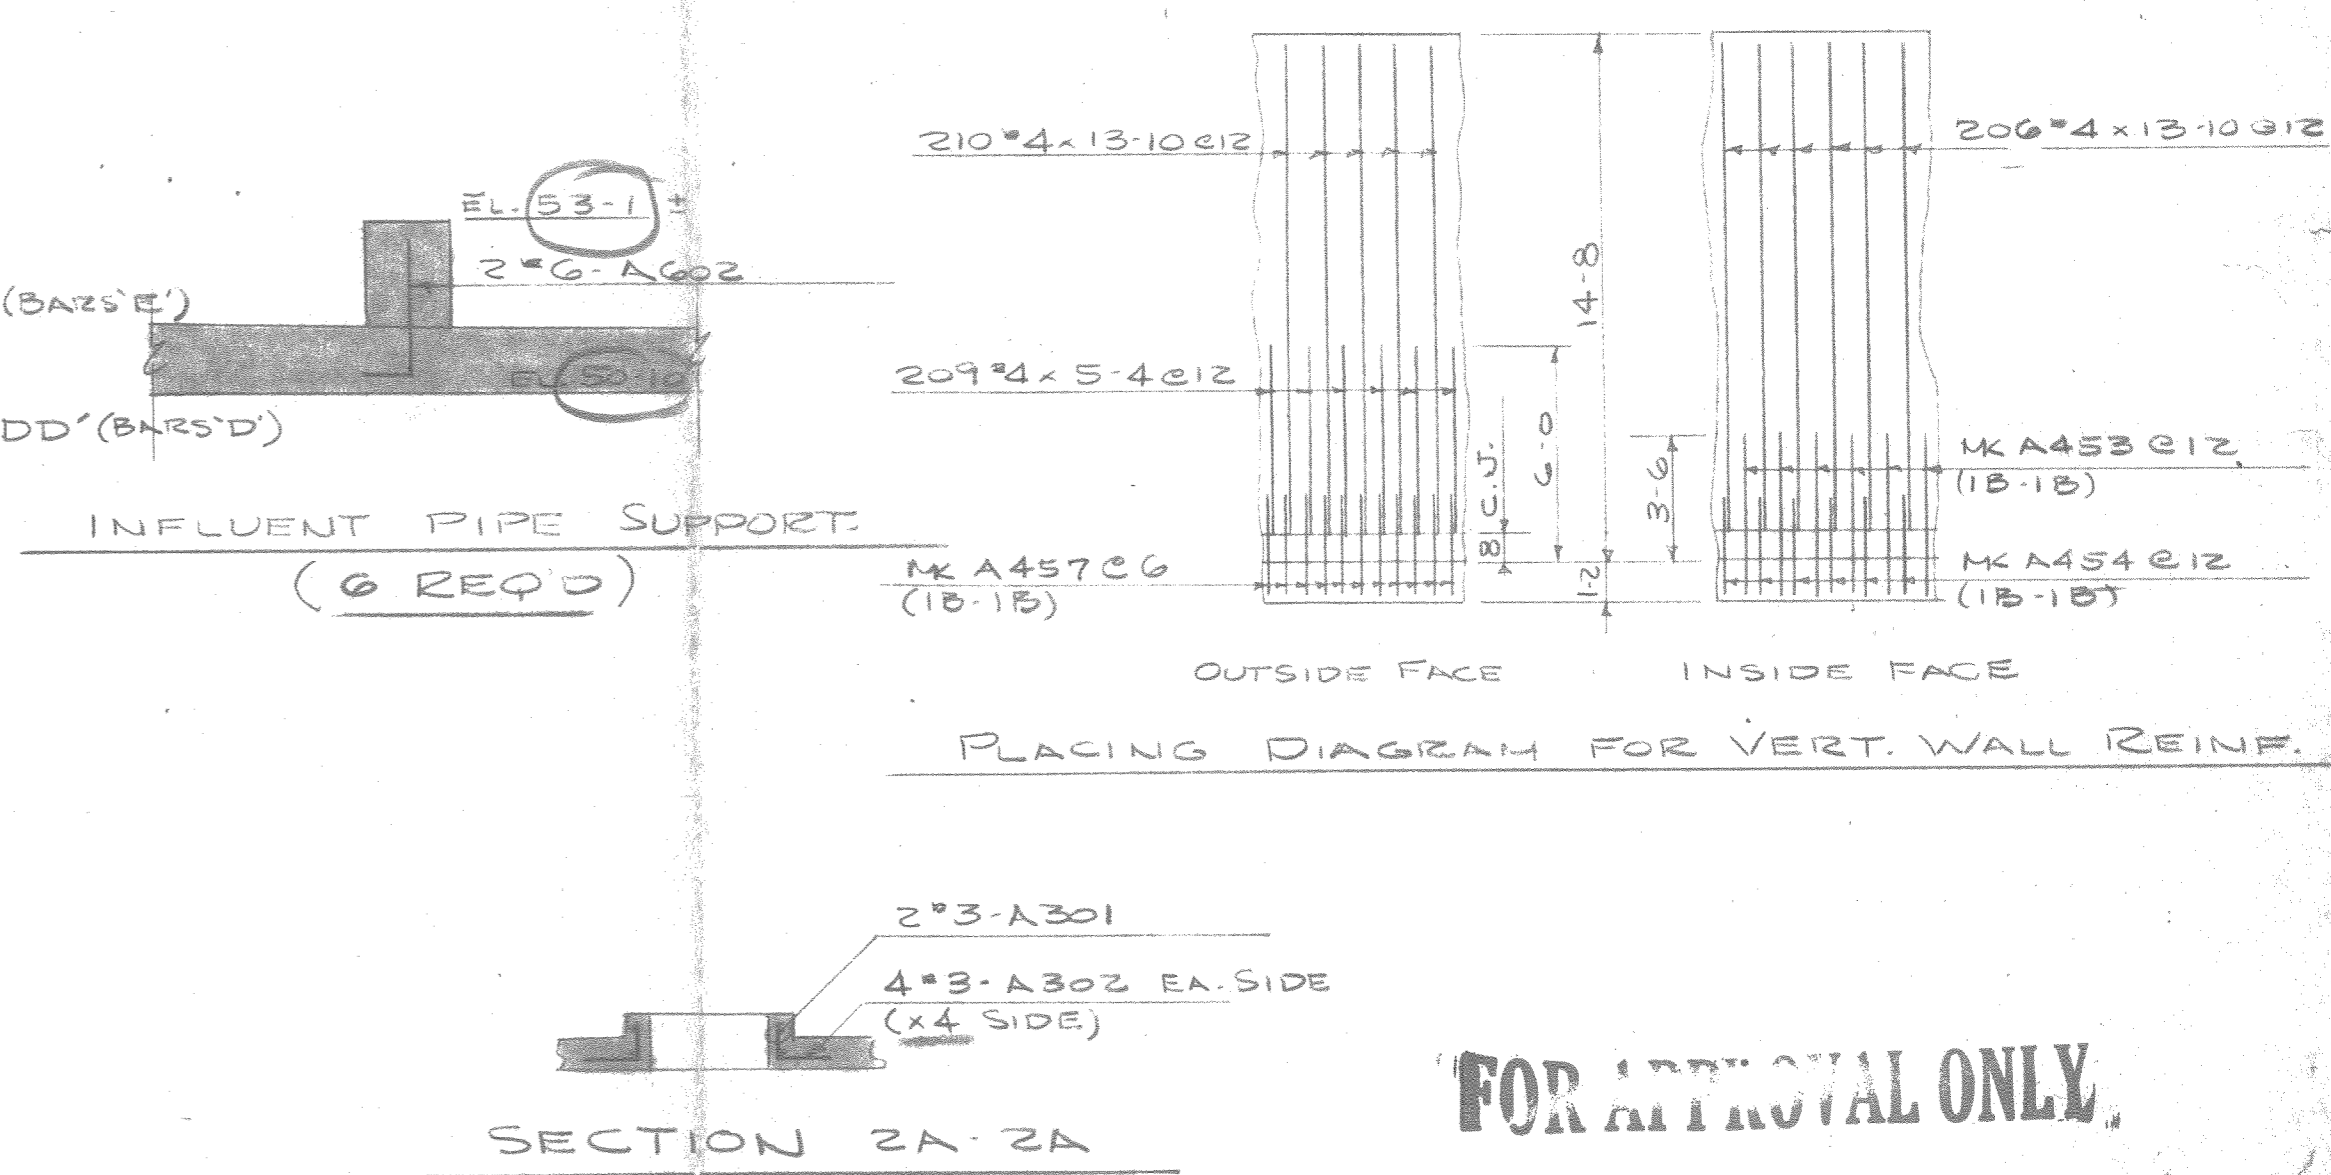 EL. 53-1 ±
2 #6 - A602
(BARS 'E')
EL. 50-10
DD' (BARS 'D')
INFLUENT PIPE SUPPORT.
(6 REQ'D)
210 #4 x 13-10 @ 12
209 #4 x 5-4 @ 12
MK A457 @ 6
(1B-1B)
C.J.
8
6-0
14-8
1-2
3-6
206 #4 x 13-10 @ 12
MK A453 @ 12
(1B-1B)
MK A454 @ 12
(1B-1B)
OUTSIDE FACE
INSIDE FACE
PLACING DIAGRAM FOR VERT. WALL REINF.
2 #3 - A301
4 #3 - A302 EA. SIDE
(x4 SIDE)
SECTION 2A-2A
"FOR APPROVAL ONLY"